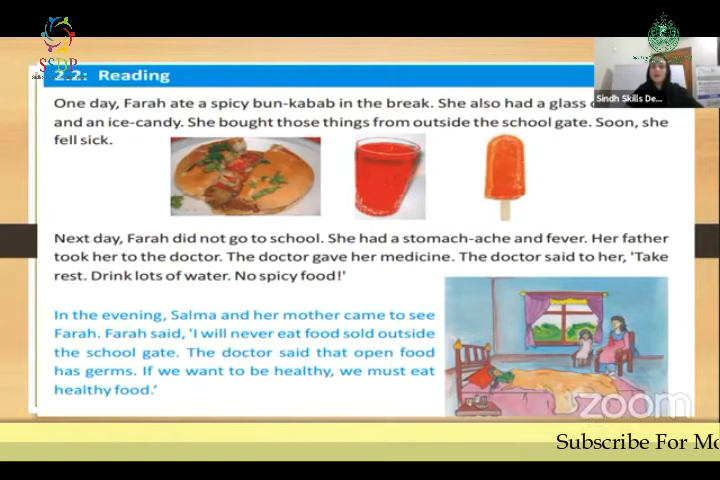 SSDP
2.2: Reading
Sindh Skills De...
One day, Farah ate a spicy bun-kabab in the break. She also had a glass
and an ice-candy. She bought those things from outside the school gate. Soon, she
fell sick.
Next day, Farah did not go to school. She had a stomach-ache and fever. Her father
took her to the doctor. The doctor gave her medicine. The doctor said to her, 'Take
rest. Drink lots of water. No spicy food!'
In the evening, Salma and her mother came to see
Farah. Farah said, 'I will never eat food sold outside
the school gate. The doctor said that open food
has germs. If we want to be healthy, we must eat
healthy food.'
zoom
Subscribe For Mo